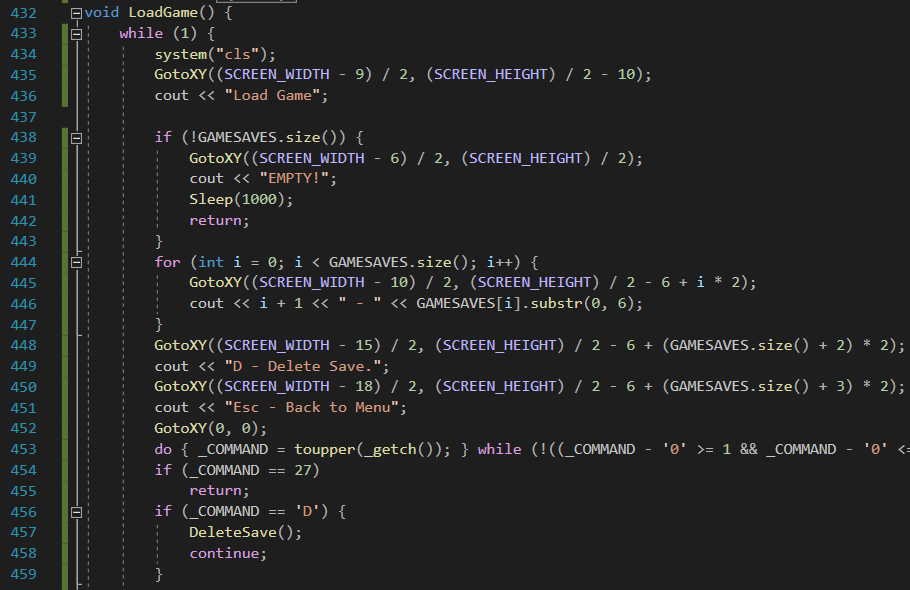 432 void LoadGame() {
433 while (1) {
434 system("cls");
435 GotoXY((SCREEN_WIDTH - 9) / 2, (SCREEN_HEIGHT) / 2 - 10);
436 cout << "Load Game";
437
438 if (!GAMESAVES.size()) {
439 GotoXY((SCREEN_WIDTH - 6) / 2, (SCREEN_HEIGHT) / 2);
440 cout << "EMPTY!";
441 Sleep(1000);
442 return;
443 }
444 for (int i = 0; i < GAMESAVES.size(); i++) {
445 GotoXY((SCREEN_WIDTH - 10) / 2, (SCREEN_HEIGHT) / 2 - 6 + i * 2);
446 cout << i + 1 << " - " << GAMESAVES[i].substr(0, 6);
447 }
448 GotoXY((SCREEN_WIDTH - 15) / 2, (SCREEN_HEIGHT) / 2 - 6 + (GAMESAVES.size() + 2) * 2);
449 cout << "D - Delete Save.";
450 GotoXY((SCREEN_WIDTH - 18) / 2, (SCREEN_HEIGHT) / 2 - 6 + (GAMESAVES.size() + 3) * 2);
451 cout << "Esc - Back to Menu";
452 GotoXY(0, 0);
453 do { _COMMAND = toupper(_getch()); } while (!((_COMMAND - '0' >= 1 && _COMMAND - '0' <=
454 if (_COMMAND == 27)
455 return;
456 if (_COMMAND == 'D') {
457 DeleteSave();
458 continue;
459 }